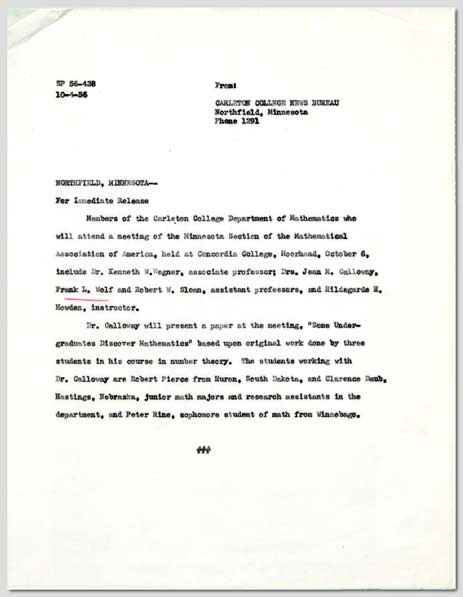 SP 56-438
10-4-56
From:
CARLETON COLLEGE NEWS BUREAU
Northfield, Minnesota
Phone 1291
NORTHFIELD, MINNESOTA--
For Immediate Release
Members of the Carleton College Department of Mathematics who
will attend a meeting of the Minnesota Section of the Mathematical
Association of America, held at Concordia College, Moorhead, October 6,
include Dr. Kenneth W.Wegner, associate professor; Drs. Jean M. Calloway,
Frank L. Wolf and Robert W. Sloan, assistant professors, and Hildegarde H.
Howden, instructor.
Dr. Calloway will present a paper at the meeting, "Some Under-
graduates Discover Mathematics" based upon original work done by three
students in his course in number theory. The students working with
Dr. Calloway are Robert Pierce from Huron, South Dakota, and Clarence Daub,
Hastings, Nebraska, junior math majors and research assistants in the
department, and Peter Rine, sophomore student of math from Winnebago.
###